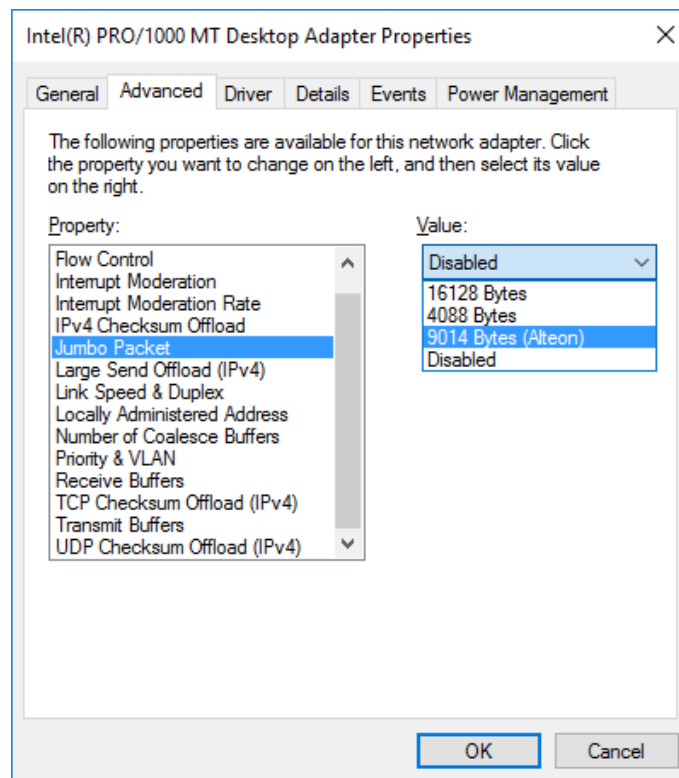 Intel(R) PRO/1000 MT Desktop Adapter Properties
General Advanced Driver Details Events Power Management
The following properties are available for this network adapter. Click
the property you want to change on the left, and then select its value
on the right.
Property:
Flow Control
Interrupt Moderation
Interrupt Moderation Rate
IPv4 Checksum Offload
Jumbo Packet
Large Send Offload (IPv4)
Link Speed & Duplex
Locally Administered Address
Number of Coalesce Buffers
Priority & VLAN
Receive Buffers
TCP Checksum Offload (IPv4)
Transmit Buffers
UDP Checksum Offload (IPv4)
Value:
Disabled
16128 Bytes
4088 Bytes
9014 Bytes (Alteon)
Disabled
OK Cancel